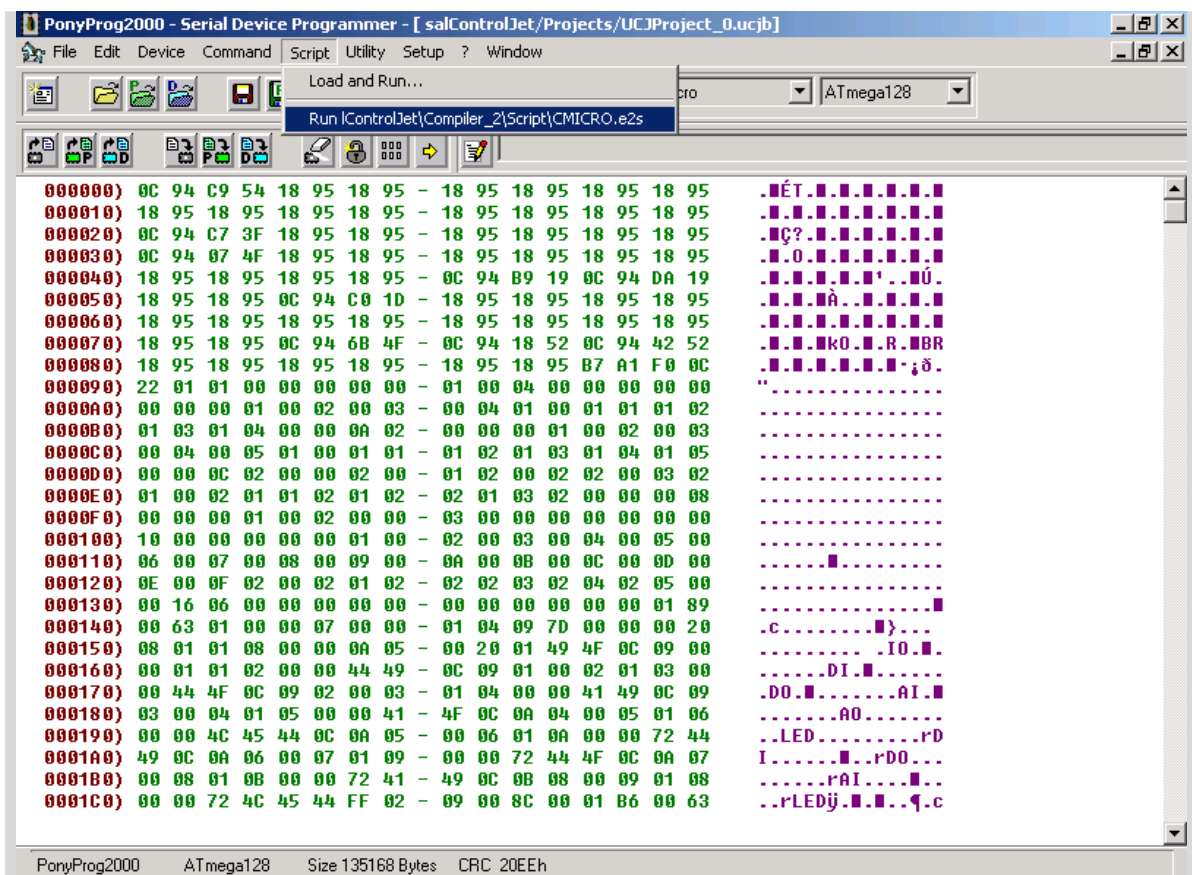 PonyProg2000 - Serial Device Programmer - [ salControlJet/Projects/UCJProject_0.ucjb]
File Edit Device Command Script Utility Setup ? Window
Load and Run...
cro ATmega128
Run lControlJet\Compiler_2\Script\CMICRO.e2s
000000) 0C 94 C9 54 18 95 18 95 - 18 95 18 95 18 95 18 95 .■ÉT.■.■.■.■.■.■
000010) 18 95 18 95 18 95 18 95 - 18 95 18 95 18 95 18 95 .■.■.■.■.■.■.■.■
000020) 0C 94 C7 3F 18 95 18 95 - 18 95 18 95 18 95 18 95 .■Ç?.■.■.■.■.■.■
000030) 0C 94 07 4F 18 95 18 95 - 18 95 18 95 18 95 18 95 .■.O.■.■.■.■.■.■
000040) 18 95 18 95 18 95 18 95 - 0C 94 B9 19 0C 94 DA 19 .■.■.■.■.■¹..■Ú.
000050) 18 95 18 95 0C 94 C0 1D - 18 95 18 95 18 95 18 95 .■.■.■À..■.■.■.■
000060) 18 95 18 95 18 95 18 95 - 18 95 18 95 18 95 18 95 .■.■.■.■.■.■.■.■
000070) 18 95 18 95 0C 94 6B 4F - 0C 94 18 52 0C 94 42 52 .■.■.■kO.■.R.■BR
000080) 18 95 18 95 18 95 18 95 - 18 95 18 95 B7 A1 F0 0C .■.■.■.■.■.■·¡ð.
000090) 22 01 01 00 00 00 00 00 - 01 00 04 00 00 00 00 00 "...............
0000A0) 00 00 00 01 00 02 00 03 - 00 04 01 00 01 01 01 02 ................
0000B0) 01 03 01 04 00 00 0A 02 - 00 00 00 01 00 02 00 03 ................
0000C0) 00 04 00 05 01 00 01 01 - 01 02 01 03 01 04 01 05 ................
0000D0) 00 00 0C 02 00 00 02 00 - 01 02 00 02 02 00 03 02 ................
0000E0) 01 00 02 01 01 02 01 02 - 02 01 03 02 00 00 00 08 ................
0000F0) 00 00 00 01 00 02 00 00 - 03 00 00 00 00 00 00 00 ................
000100) 10 00 00 00 00 00 01 00 - 02 00 03 00 04 00 05 00 ................
000110) 06 00 07 00 08 00 09 00 - 0A 00 0B 00 0C 00 0D 00 ......■.........
000120) 0E 00 0F 02 00 02 01 02 - 02 02 03 02 04 02 05 00 ................
000130) 00 16 06 00 00 00 00 00 - 00 00 00 00 00 00 01 89 ...............■
000140) 00 63 01 00 00 07 00 00 - 01 04 09 7D 00 00 00 20 .c........■}...
000150) 08 01 01 08 00 00 0A 05 - 00 20 01 49 4F 0C 09 00 ......... .IO.■.
000160) 00 01 01 02 00 00 44 49 - 0C 09 01 00 02 01 03 00 ......DI.■......
000170) 00 44 4F 0C 09 02 00 03 - 01 04 00 00 41 49 0C 09 .DO.■.......AI.■
000180) 03 00 04 01 05 00 00 41 - 4F 0C 0A 04 00 05 01 06 .......AO.......
000190) 00 00 4C 45 44 0C 0A 05 - 00 06 01 0A 00 00 72 44 ..LED.........rD
0001A0) 49 0C 0A 06 00 07 01 09 - 00 00 72 44 4F 0C 0A 07 I......■..rDO...
0001B0) 00 08 01 0B 00 00 72 41 - 49 0C 0B 08 00 09 01 08 ......rAI....■..
0001C0) 00 00 72 4C 45 44 FF 02 - 09 00 8C 00 01 B6 00 63 ..rLEDÿ.■.■..¶.c
PonyProg2000 ATmega128 Size 135168 Bytes CRC 20EEh